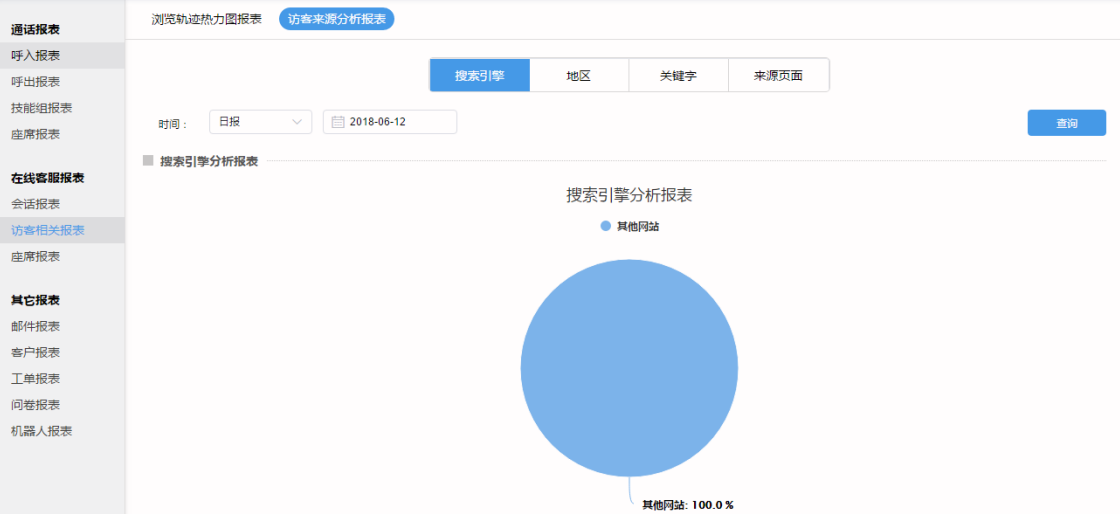 通话报表
呼入报表
呼出报表
技能组报表
座席报表
在线客服报表
会话报表
访客相关报表
座席报表
其它报表
邮件报表
客户报表
工单报表
问卷报表
机器人报表
浏览轨迹热力图报表 访客来源分析报表
搜索引擎 地区 关键字 来源页面
时间： 日报 2018-06-12 查询
搜索引擎分析报表
搜索引擎分析报表
其他网站
其他网站: 100.0 %